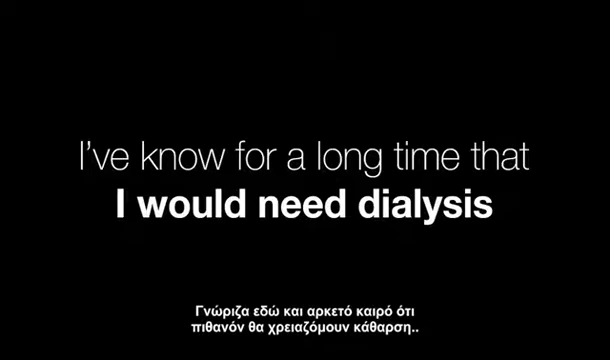 I've know for a long time that
I would need dialysis
Γνώριζα εδώ και αρκετό καιρό ότι
πιθανόν θα χρειαζόμουν κάθαρση..